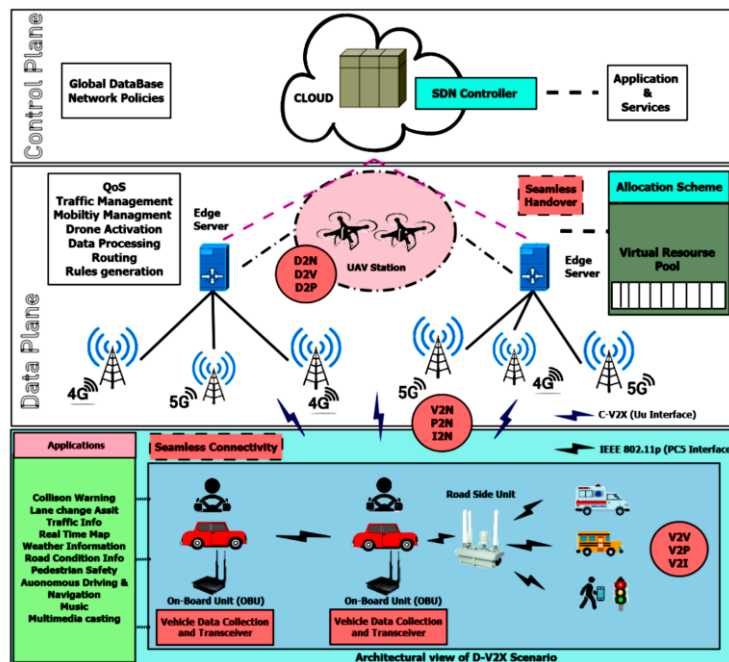 Control Plane
Global DataBase
Network Policies
CLOUD
SDN Controller
Application
&
Services
Data Plane
QoS
Traffic Management
Mobiltiy Managment
Drone Activation
Data Processing
Routing
Rules generation
Edge
Server
UAV Station
D2N
D2V
D2P
Seamless
Handover
Edge
Server
Allocation Scheme
Virtual Resourse
Pool
4G
5G
4G
5G
4G
5G
V2N
P2N
I2N
C-V2X (Uu Interface)
IEEE 802.11p (PC5 Interface)
Applications
Collison Warning
Lane change Assit
Traffic Info
Real Time Map
Weather Information
Road Condition Info
Pedestrian Safety
Auonomous Driving &
Navigation
Music
Multimedia casting
Seamless Connectivity
Road Side Unit
V2V
V2P
V2I
On-Board Unit (OBU)
On-Board Unit (OBU)
Vehicle Data Collection
and Transceiver
Vehicle Data Collection
and Transceiver
Architectural view of D-V2X Scenario